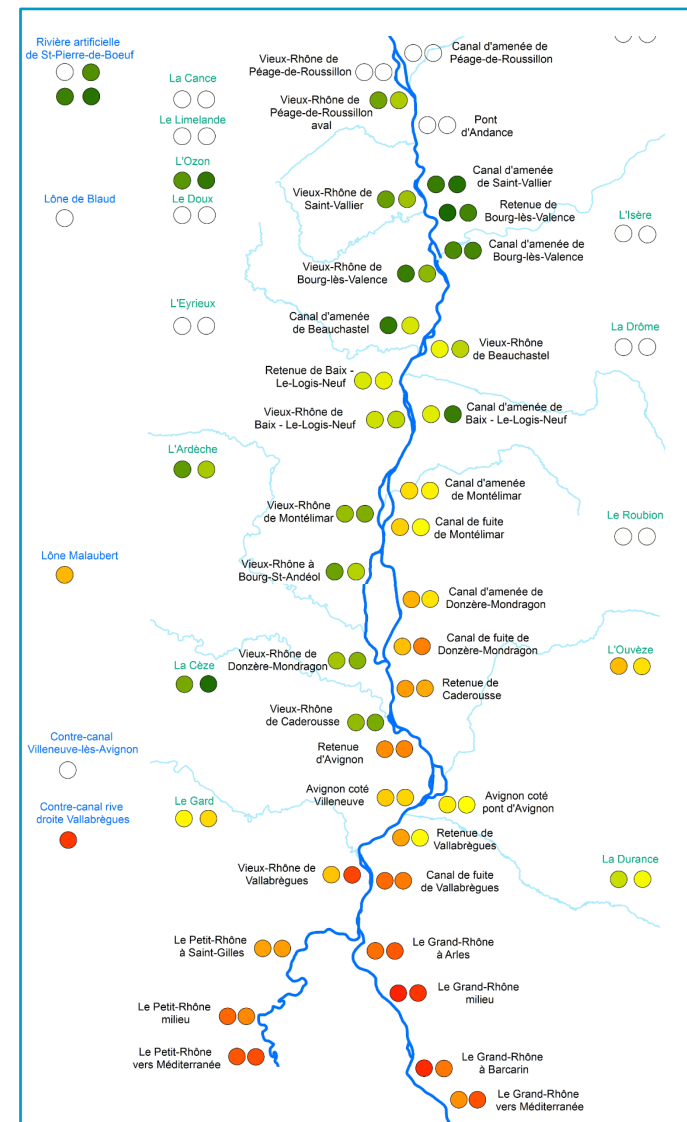 Rivière artificielle
de St-Pierre-de-Boeuf
La Cance
Le Limelande
L'Ozon
Lône de Blaud
Le Doux
L'Eyrieux
L'Ardèche
Lône Malaubert
La Cèze
Contre-canal
Villeneuve-lès-Avignon
Contre-canal rive
droite Vallabrègues
Le Gard
Canal d'amenée de
Péage-de-Roussillon
Vieux-Rhône de
Péage-de-Roussillon
Vieux-Rhône de
Péage-de-Roussillon
aval
Pont
d'Andance
Canal d'amenée
de Saint-Vallier
Vieux-Rhône de
Saint-Vallier
Retenue de
Bourg-lès-Valence
Canal d'amenée de
Bourg-lès-Valence
Vieux-Rhône de
Bourg-lès-Valence
Canal d'amenée
de Beauchastel
Vieux-Rhône
de Beauchastel
Retenue de Baix -
Le-Logis-Neuf
Vieux-Rhône de
Baix - Le-Logis-Neuf
Canal d'amenée de
Baix - Le-Logis-Neuf
Canal d'amenée
de Montélimar
Vieux-Rhône
de Montélimar
Canal de fuite
de Montélimar
Vieux-Rhône à
Bourg-St-Andéol
Canal d'amenée de
Donzère-Mondragon
Canal de fuite de
Donzère-Mondragon
Vieux-Rhône de
Donzère-Mondragon
Retenue de
Caderousse
Vieux-Rhône
de Caderousse
Retenue
d'Avignon
Avignon coté
Villeneuve
Avignon coté
pont d'Avignon
Retenue de
Vallabrègues
Vieux-Rhône de
Vallabrègues
Canal de fuite
de Vallabrègues
Le Petit-Rhône
à Saint-Gilles
Le Grand-Rhône
à Arles
Le Grand-Rhône
milieu
Le Petit-Rhône
milieu
Le Petit-Rhône
vers Méditerranée
Le Grand-Rhône
à Barcarin
Le Grand-Rhône
vers Méditerranée
L'Isère
La Drôme
Le Roubion
L'Ouvèze
La Durance